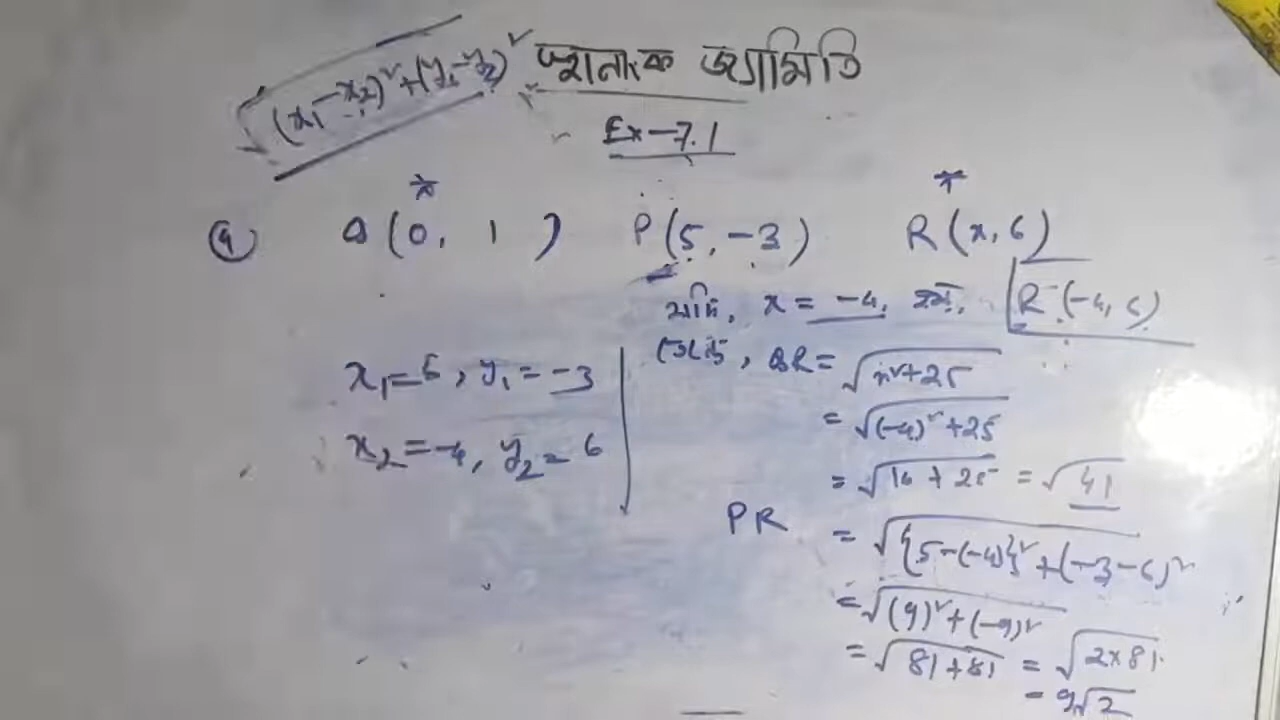 √(x₁-x₂)² + (y₁-y₂)²
স্থানাংক জ্যামিতি
Ex-7.1
⑨ Q(0, 1) P(5, -3) R(x, 6)
যদি, x = -4, হয়, R(-4, 6)
তেতিয়া, QR = √x²+25
= √(-4)²+25
= √16+25 = √41
x₁=5, y₁=-3
x₂=-4, y₂=6
PR = √{5-(-4)}²+(-3-6)²
= √(9)²+(-9)²
= √81+81 = √2×81
= 9√2